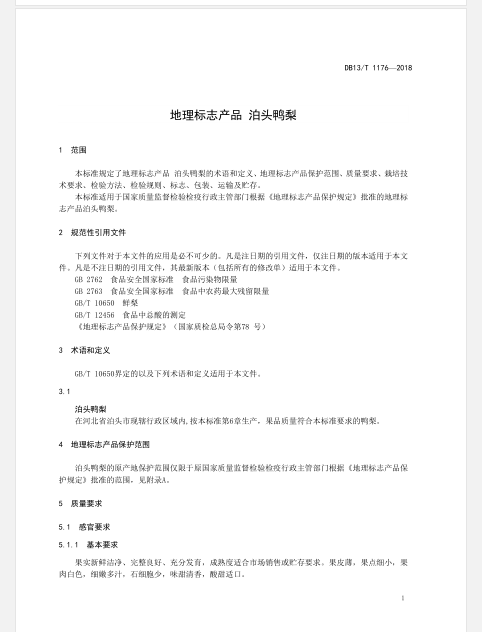 DB13/T 1176—2018
地理标志产品 泊头鸭梨
1 范围
本标准规定了地理标志产品 泊头鸭梨的术语和定义、地理标志产品保护范围、质量要求、栽培技
术要求、检验方法、检验规则、标志、包装、运输及贮存。
本标准适用于国家质量监督检验检疫行政主管部门根据《地理标志产品保护规定》批准的地理标
志产品泊头鸭梨。
2 规范性引用文件
下列文件对于本文件的应用是必不可少的。凡是注日期的引用文件，仅注日期的版本适用于本文
件。凡是不注日期的引用文件，其最新版本（包括所有的修改单）适用于本文件。
GB 2762 食品安全国家标准 食品污染物限量
GB 2763 食品安全国家标准 食品中农药最大残留限量
GB/T 10650 鲜梨
GB/T 12456 食品中总酸的测定
《地理标志产品保护规定》（国家质检总局令第78 号）
3 术语和定义
GB/T 10650界定的以及下列术语和定义适用于本文件。
3.1
泊头鸭梨
在河北省泊头市现辖行政区域内,按本标准第6章生产，果品质量符合本标准要求的鸭梨。
4 地理标志产品保护范围
泊头鸭梨的原产地保护范围仅限于原国家质量监督检验检疫行政主管部门根据《地理标志产品保
护规定》批准的范围，见附录A。
5 质量要求
5.1 感官要求
5.1.1 基本要求
果实新鲜洁净、完整良好、充分发育，成熟度适合市场销售或贮存要求。果皮薄，果点细小，果
肉白色，细嫩多汁，石细胞少，味甜清香，酸甜适口。
1